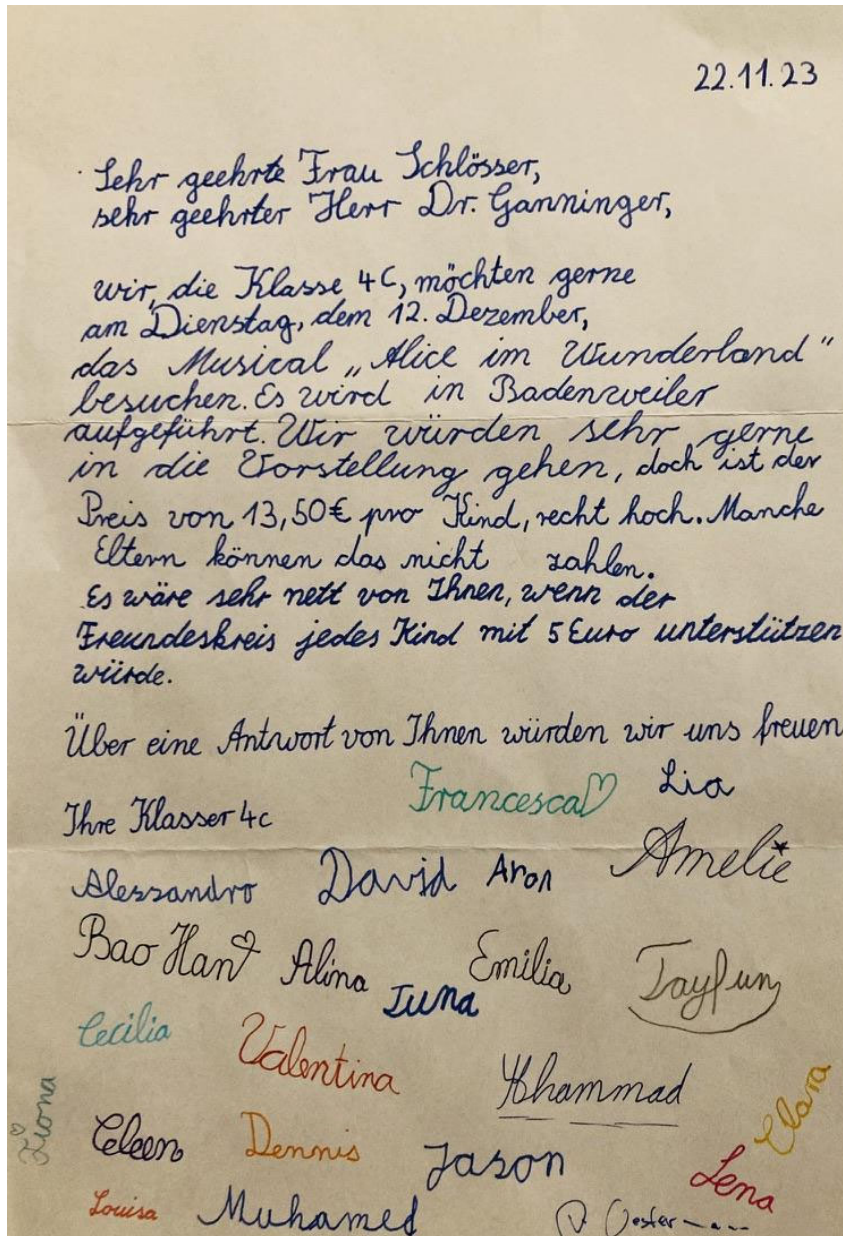 22.11.23
Sehr geehrte Frau Schlösser,
sehr geehrter Herr Dr. Ganninger,
wir, die Klasse 4C, möchten gerne
am Dienstag, dem 12. Dezember,
das Musical „Alice im Wunderland"
besuchen. Es wird in Badenweiler
aufgeführt. Wir würden sehr gerne
in die Vorstellung gehen, doch ist der
Preis von 13,50€ pro Kind, recht hoch. Manche
Eltern können das nicht zahlen.
Es wäre sehr nett von Ihnen, wenn der
Freundeskreis jedes Kind mit 5 Euro unterstützen
würde.
Über eine Antwort von Ihnen würden wir uns freuen
Francesca Lia
Ihre Klasser 4c
Alessandro David Aron Amelie
Bao Han Alina Emilia Tayfun
Tuna
Cecilia Valentina
Fiona
Clara
Celeen Dennis Jason Lena
Louisa Muhamed